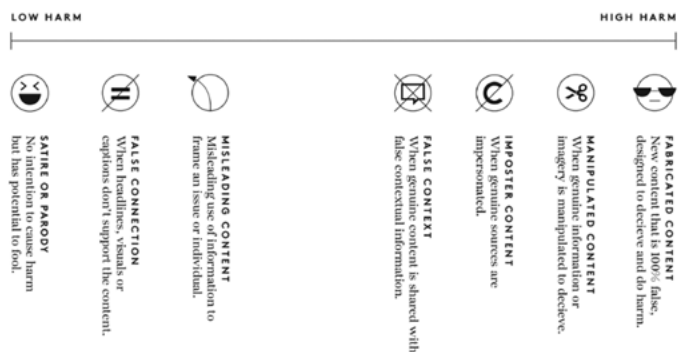 LOW HARM
HIGH HARM
SATIRE OR PARODY
No intention to cause harm
but has potential to fool.
FALSE CONNECTION
When headlines, visuals or
captions don't support the content.
MISLEADING CONTENT
Misleading use of information to
frame an issue or individual.
FALSE CONTEXT
When genuine content is shared with
false contextual information.
IMPOSTER CONTENT
When genuine sources are
impersonated.
MANIPULATED CONTENT
When genuine information or
imagery is manipulated to decieve.
FABRICATED CONTENT
New content that is 100% false,
designed to decieve and do harm.